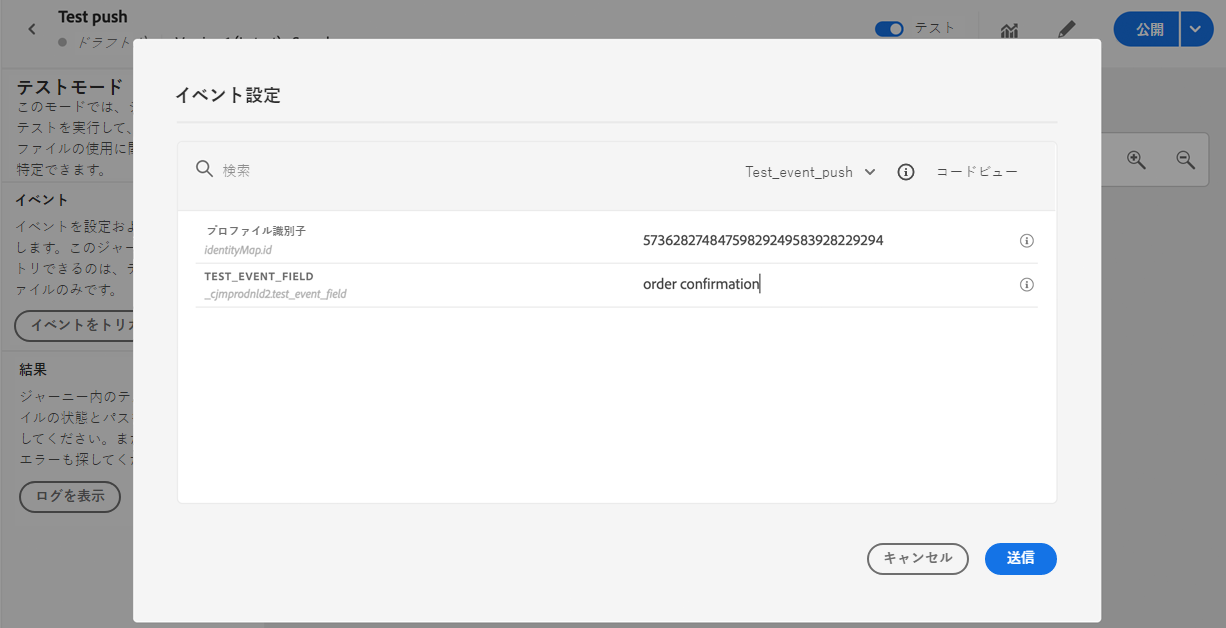 Test push
テスト
公開
ドラフト
テストモード
このモードでは、
テストを実行して、
ファイルの使用に
特定できます。
イベント
イベントを設定およ
します。このジャー
トリできるのは、テ
ァイルのみです。
イベントをトリガ
結果
ジャーニー内のテ
イルの状態とパス
してください。また
エラーも探してく
ログを表示
イベント設定
検索
Test_event_push
コードビュー
プロファイル識別子
identityMap.id
57362827484759829249583928229294
TEST_EVENT_FIELD
_cjmprodnld2.test_event_field
order confirmation
キャンセル
送信